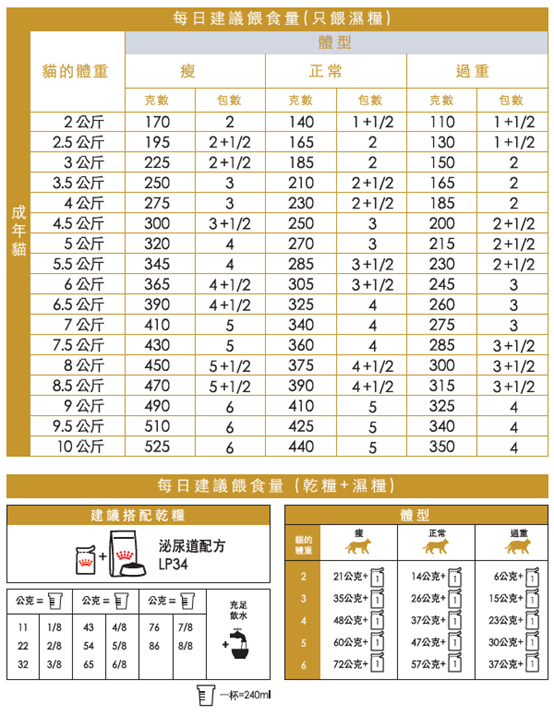 每日建議餵食量(只餵濕糧)
貓的體重 體型
瘦 正常 過重
克數 包數 克數 包數 克數 包數
成年貓
2 公斤 170 2 140 1+1/2 110 1+1/2
2.5 公斤 195 2+1/2 165 2 130 1+1/2
3 公斤 225 2+1/2 185 2 150 2
3.5 公斤 250 3 210 2+1/2 165 2
4 公斤 275 3 230 2+1/2 185 2
4.5 公斤 300 3+1/2 250 3 200 2+1/2
5 公斤 320 4 270 3 215 2+1/2
5.5 公斤 345 4 285 3+1/2 230 2+1/2
6 公斤 365 4+1/2 305 3+1/2 245 3
6.5 公斤 390 4+1/2 325 4 260 3
7 公斤 410 5 340 4 275 3
7.5 公斤 430 5 360 4 285 3+1/2
8 公斤 450 5+1/2 375 4+1/2 300 3+1/2
8.5 公斤 470 5+1/2 390 4+1/2 315 3+1/2
9 公斤 490 6 410 5 325 4
9.5 公斤 510 6 425 5 340 4
10 公斤 525 6 440 5 350 4
每日建議餵食量 (乾糧+濕糧)
建議搭配乾糧
+ 泌尿道配方
LP34
公克= 公克= 公克=
11 1/8 43 4/8 76 7/8
22 2/8 54 5/8 86 8/8
32 3/8 65 6/8
+
充足
飲水
一杯=240ml
體型
貓的
體重
瘦 正常 過重
2 21公克+ 1 14公克+ 1 6公克+ 1
3 35公克+ 1 26公克+ 1 15公克+ 1
4 48公克+ 1 37公克+ 1 23公克+ 1
5 60公克+ 1 47公克+ 1 30公克+ 1
6 72公克+ 1 57公克+ 1 37公克+ 1